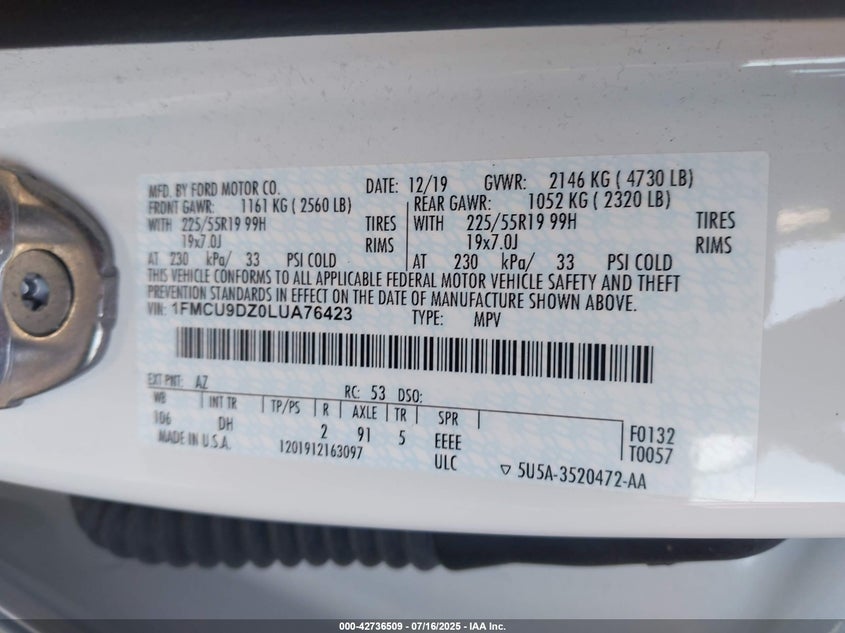 MFD. BY FORD MOTOR CO. DATE: 12/19 GVWR: 2146 KG ( 4730 LB)
FRONT GAWR: 1161 KG ( 2560 LB) REAR GAWR: 1052 KG ( 2320 LB)
WITH 225/55R19 99H TIRES WITH 225/55R19 99H TIRES
19x7.0J RIMS 19x7.0J RIMS
AT 230 kPa/ 33 PSI COLD AT 230 kPa/ 33 PSI COLD
THIS VEHICLE CONFORMS TO ALL APPLICABLE FEDERAL MOTOR VEHICLE SAFETY AND THEFT
PREVENTION STANDARDS IN EFFECT ON THE DATE OF MANUFACTURE SHOWN ABOVE.
VIN: 1FMCU9DZ0LUA76423 TYPE: MPV
EXT PNT: AZ RC: 53 DSO:
WB INT TR TP/PS R AXLE TR SPR
106 DH 2 91 5 EEEE F0132
MADE IN U.S.A. 1201912163097 ULC T0057
5U5A-3520472-AA
000-42736509 - 07/16/2025 - IAA Inc.